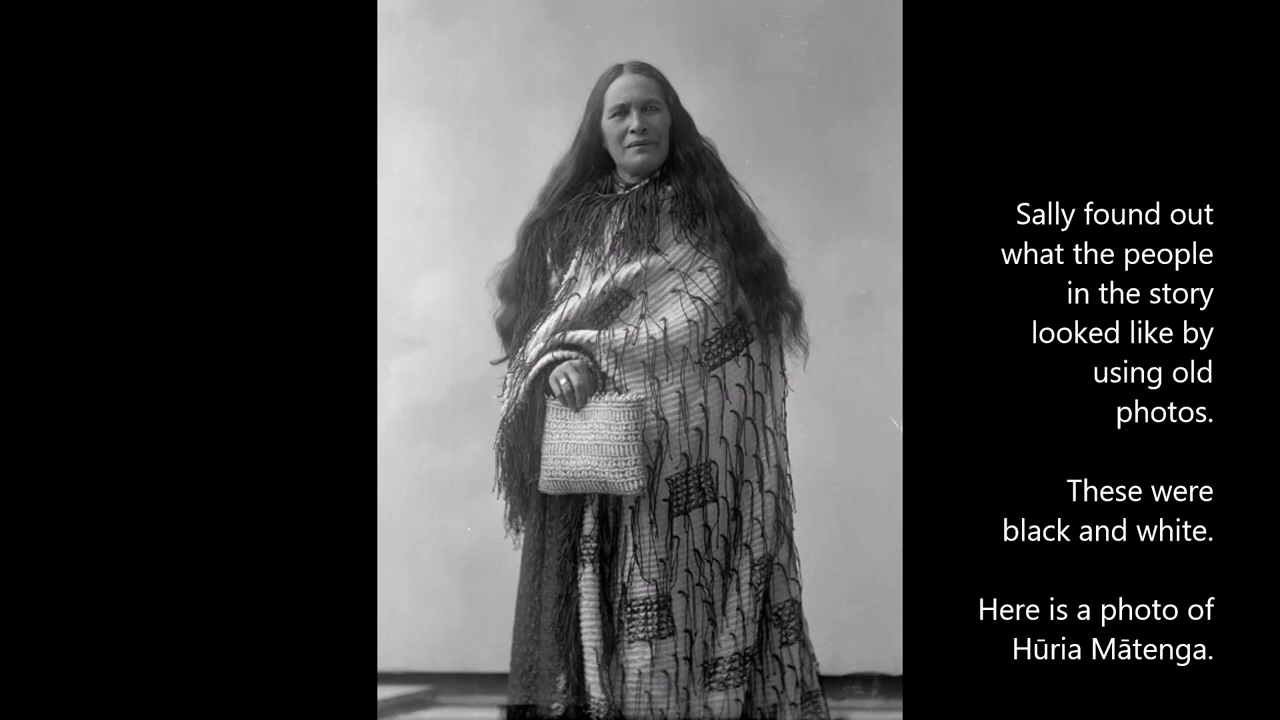 Sally found out
what the people
in the story
looked like by
using old
photos.
These were
black and white.
Here is a photo of
Hūria Mātenga.